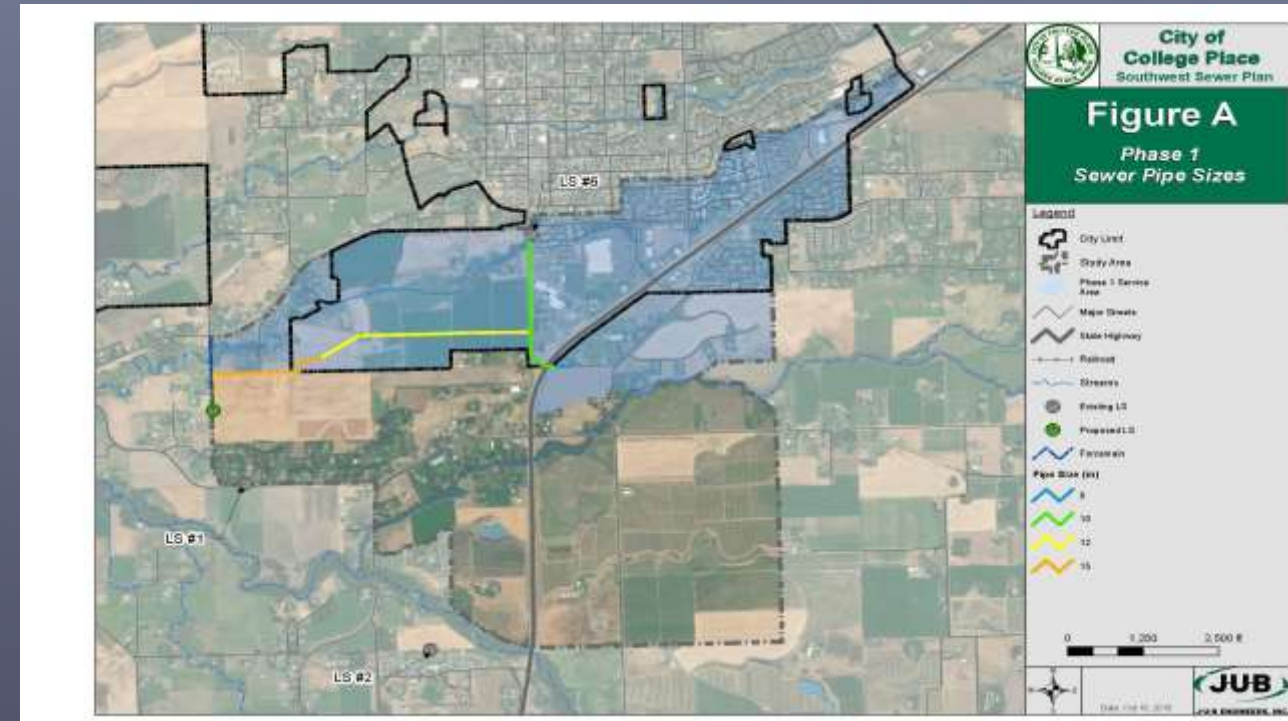 City of
College Place
Southwest Sewer Plan
Figure A
Phase 1
Sewer Pipe Sizes
Legend
City Limit
Study Area
Phase 1 Service
Area
Major Streets
State Highway
Railroad
Streams
Existing LS
Proposed LS
Forcemain
Pipe Size (in)
8
10
12
15
0 1,250 2,500 ft
JUB
J-U-B ENGINEERS, INC.
LS #1
LS #2